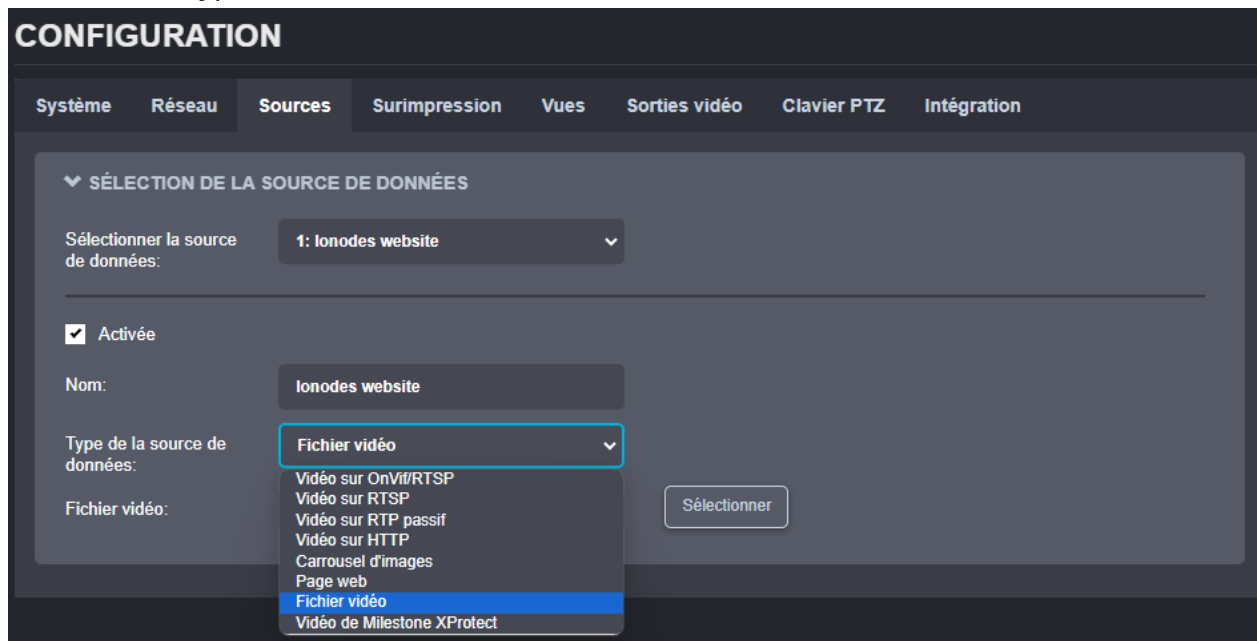 CONFIGURATION
Système Réseau Sources Surimpression Vues Sorties vidéo Clavier PTZ Intégration
SÉLECTION DE LA SOURCE DE DONNÉES
Sélectionner la source de données:
1: Ionodes website
Activée
Nom:
Ionodes website
Type de la source de données:
Fichier vidéo
Vidéo sur OnVif/RTSP
Vidéo sur RTSP
Vidéo sur RTP passif
Vidéo sur HTTP
Carrousel d'images
Page web
Fichier vidéo
Vidéo de Milestone XProtect
Fichier vidéo:
Sélectionner